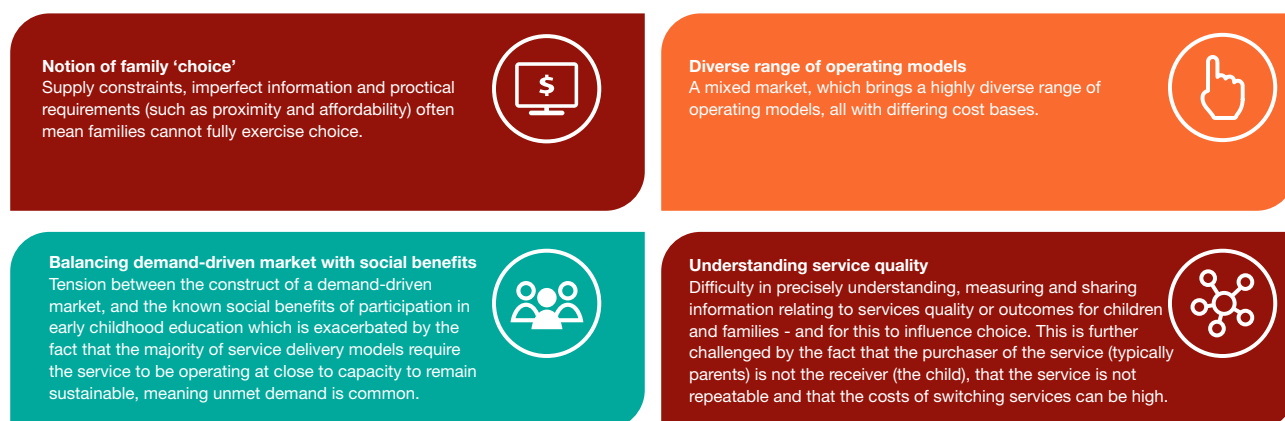 Notion of family ‘choice’
Supply constraints, imperfect information and proctical
requirements (such as proximity and affordability) often
mean families cannot fully exercise choice.
$
Diverse range of operating models
A mixed market, which brings a highly diverse range of
operating models, all with differing cost bases.
Balancing demand-driven market with social benefits
Tension between the construct of a demand-driven
market, and the known social benefits of participation in
early childhood education which is exacerbated by the
fact that the majority of service delivery models require
the service to be operating at close to capacity to remain
sustainable, meaning unmet demand is common.
Understanding service quality
Difficulty in precisely understanding, measuring and sharing
information relating to services quality or outcomes for children
and families - and for this to influence choice. This is further
challenged by the fact that the purchaser of the service (typically
parents) is not the receiver (the child), that the service is not
repeatable and that the costs of switching services can be high.